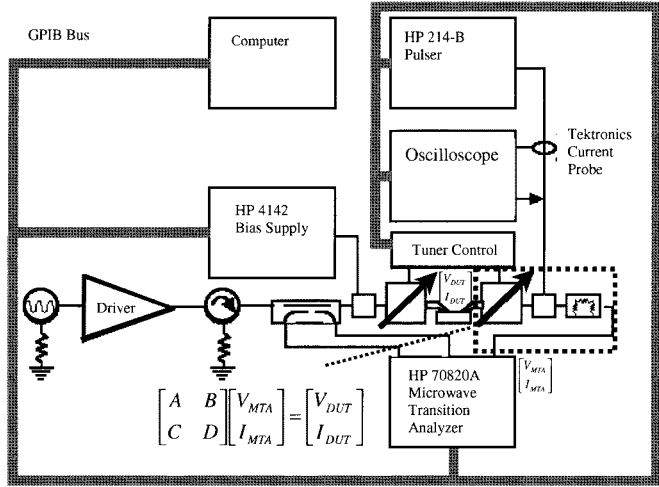 GPIB Bus
Computer
HP 214-B
Pulser
Oscilloscope
Tektronics
Current
Probe
HP 4142
Bias Supply
Tuner Control
Driver
[V_DUT
I_DUT]
HP 70820A
Microwave
Transition
Analyzer
[V_MTA
I_MTA]
[A B
C D] [V_MTA
I_MTA] = [V_DUT
I_DUT]